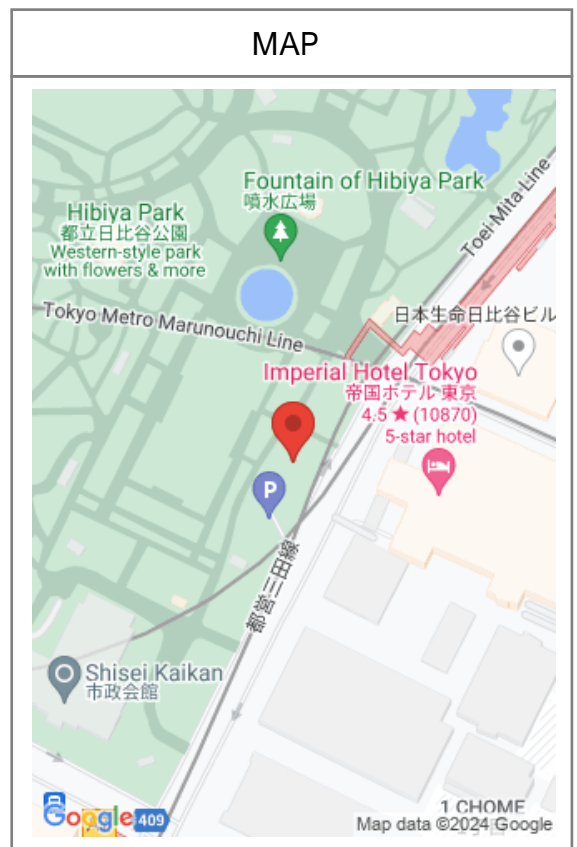 MAP
Fountain of Hibiya Park
噴水広場
Hibiya Park
都立日比谷公園
Western-style park
with flowers & more
Toei Mita Line
Tokyo Metro Marunouchi Line
日本生命日比谷ビル
Imperial Hotel Tokyo
帝国ホテル 東京
4.5 ★ (10870)
5-star hotel
P
都営三田線
Shisei Kaikan
市政会館
Google
409
1 CHOME
Map data ©2024 Google